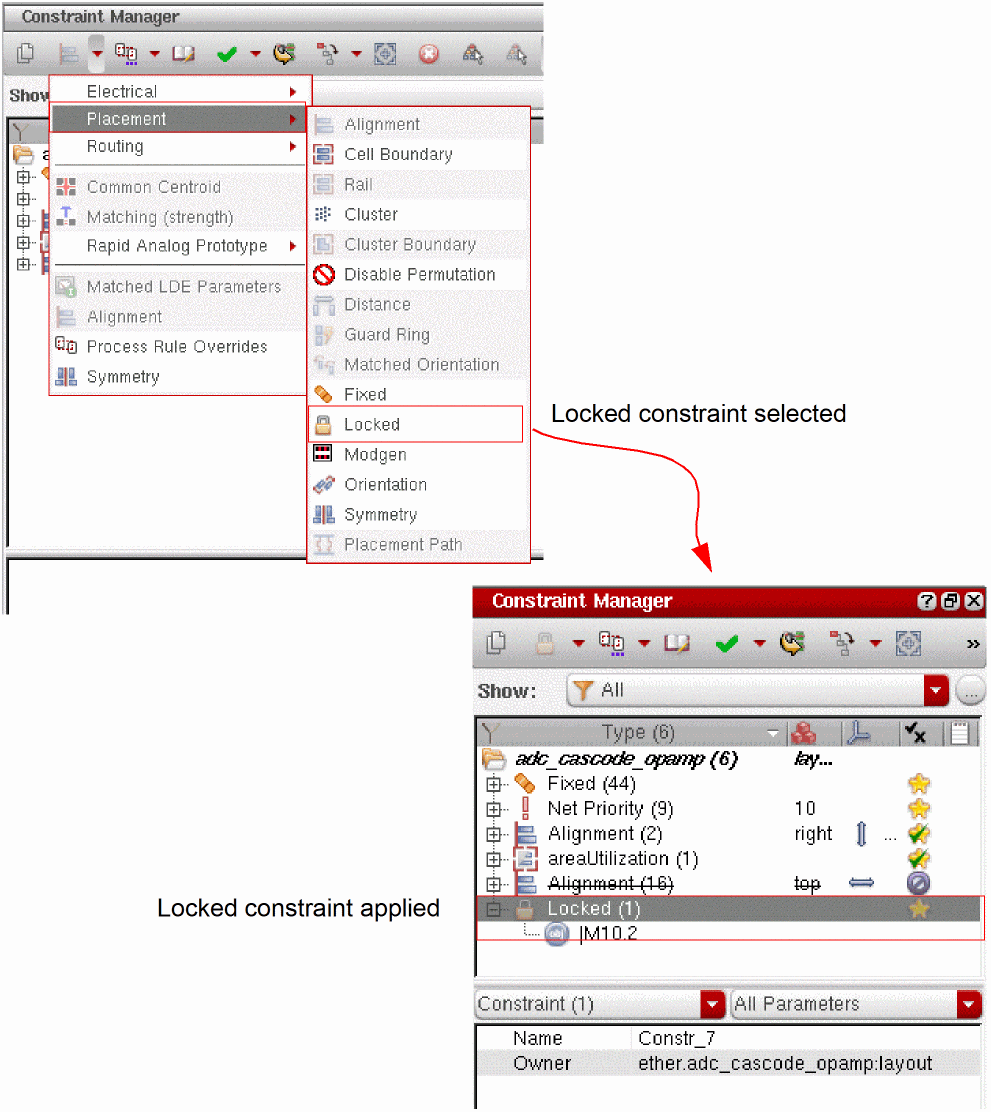 Constraint Manager
Show
Electrical
Placement
Routing
Common Centroid
Matching (strength)
Rapid Analog Prototype
Matched LDE Parameters
Alignment
Process Rule Overrides
Symmetry
Alignment
Cell Boundary
Rail
Cluster
Cluster Boundary
Disable Permutation
Distance
Guard Ring
Matched Orientation
Fixed
Locked
Modgen
Orientation
Symmetry
Placement Path
Locked constraint selected
Constraint Manager
Show: All ...
Type (6)
adc_cascode_opamp (6) lay...
Fixed (44)
Net Priority (9) 10
Alignment (2) right ...
areaUtilization (1)
Alignment (16) top
Locked (1)
|M10.2
Locked constraint applied
Constraint (1) All Parameters
Name Constr_7
Owner ether.adc_cascode_opamp:layout